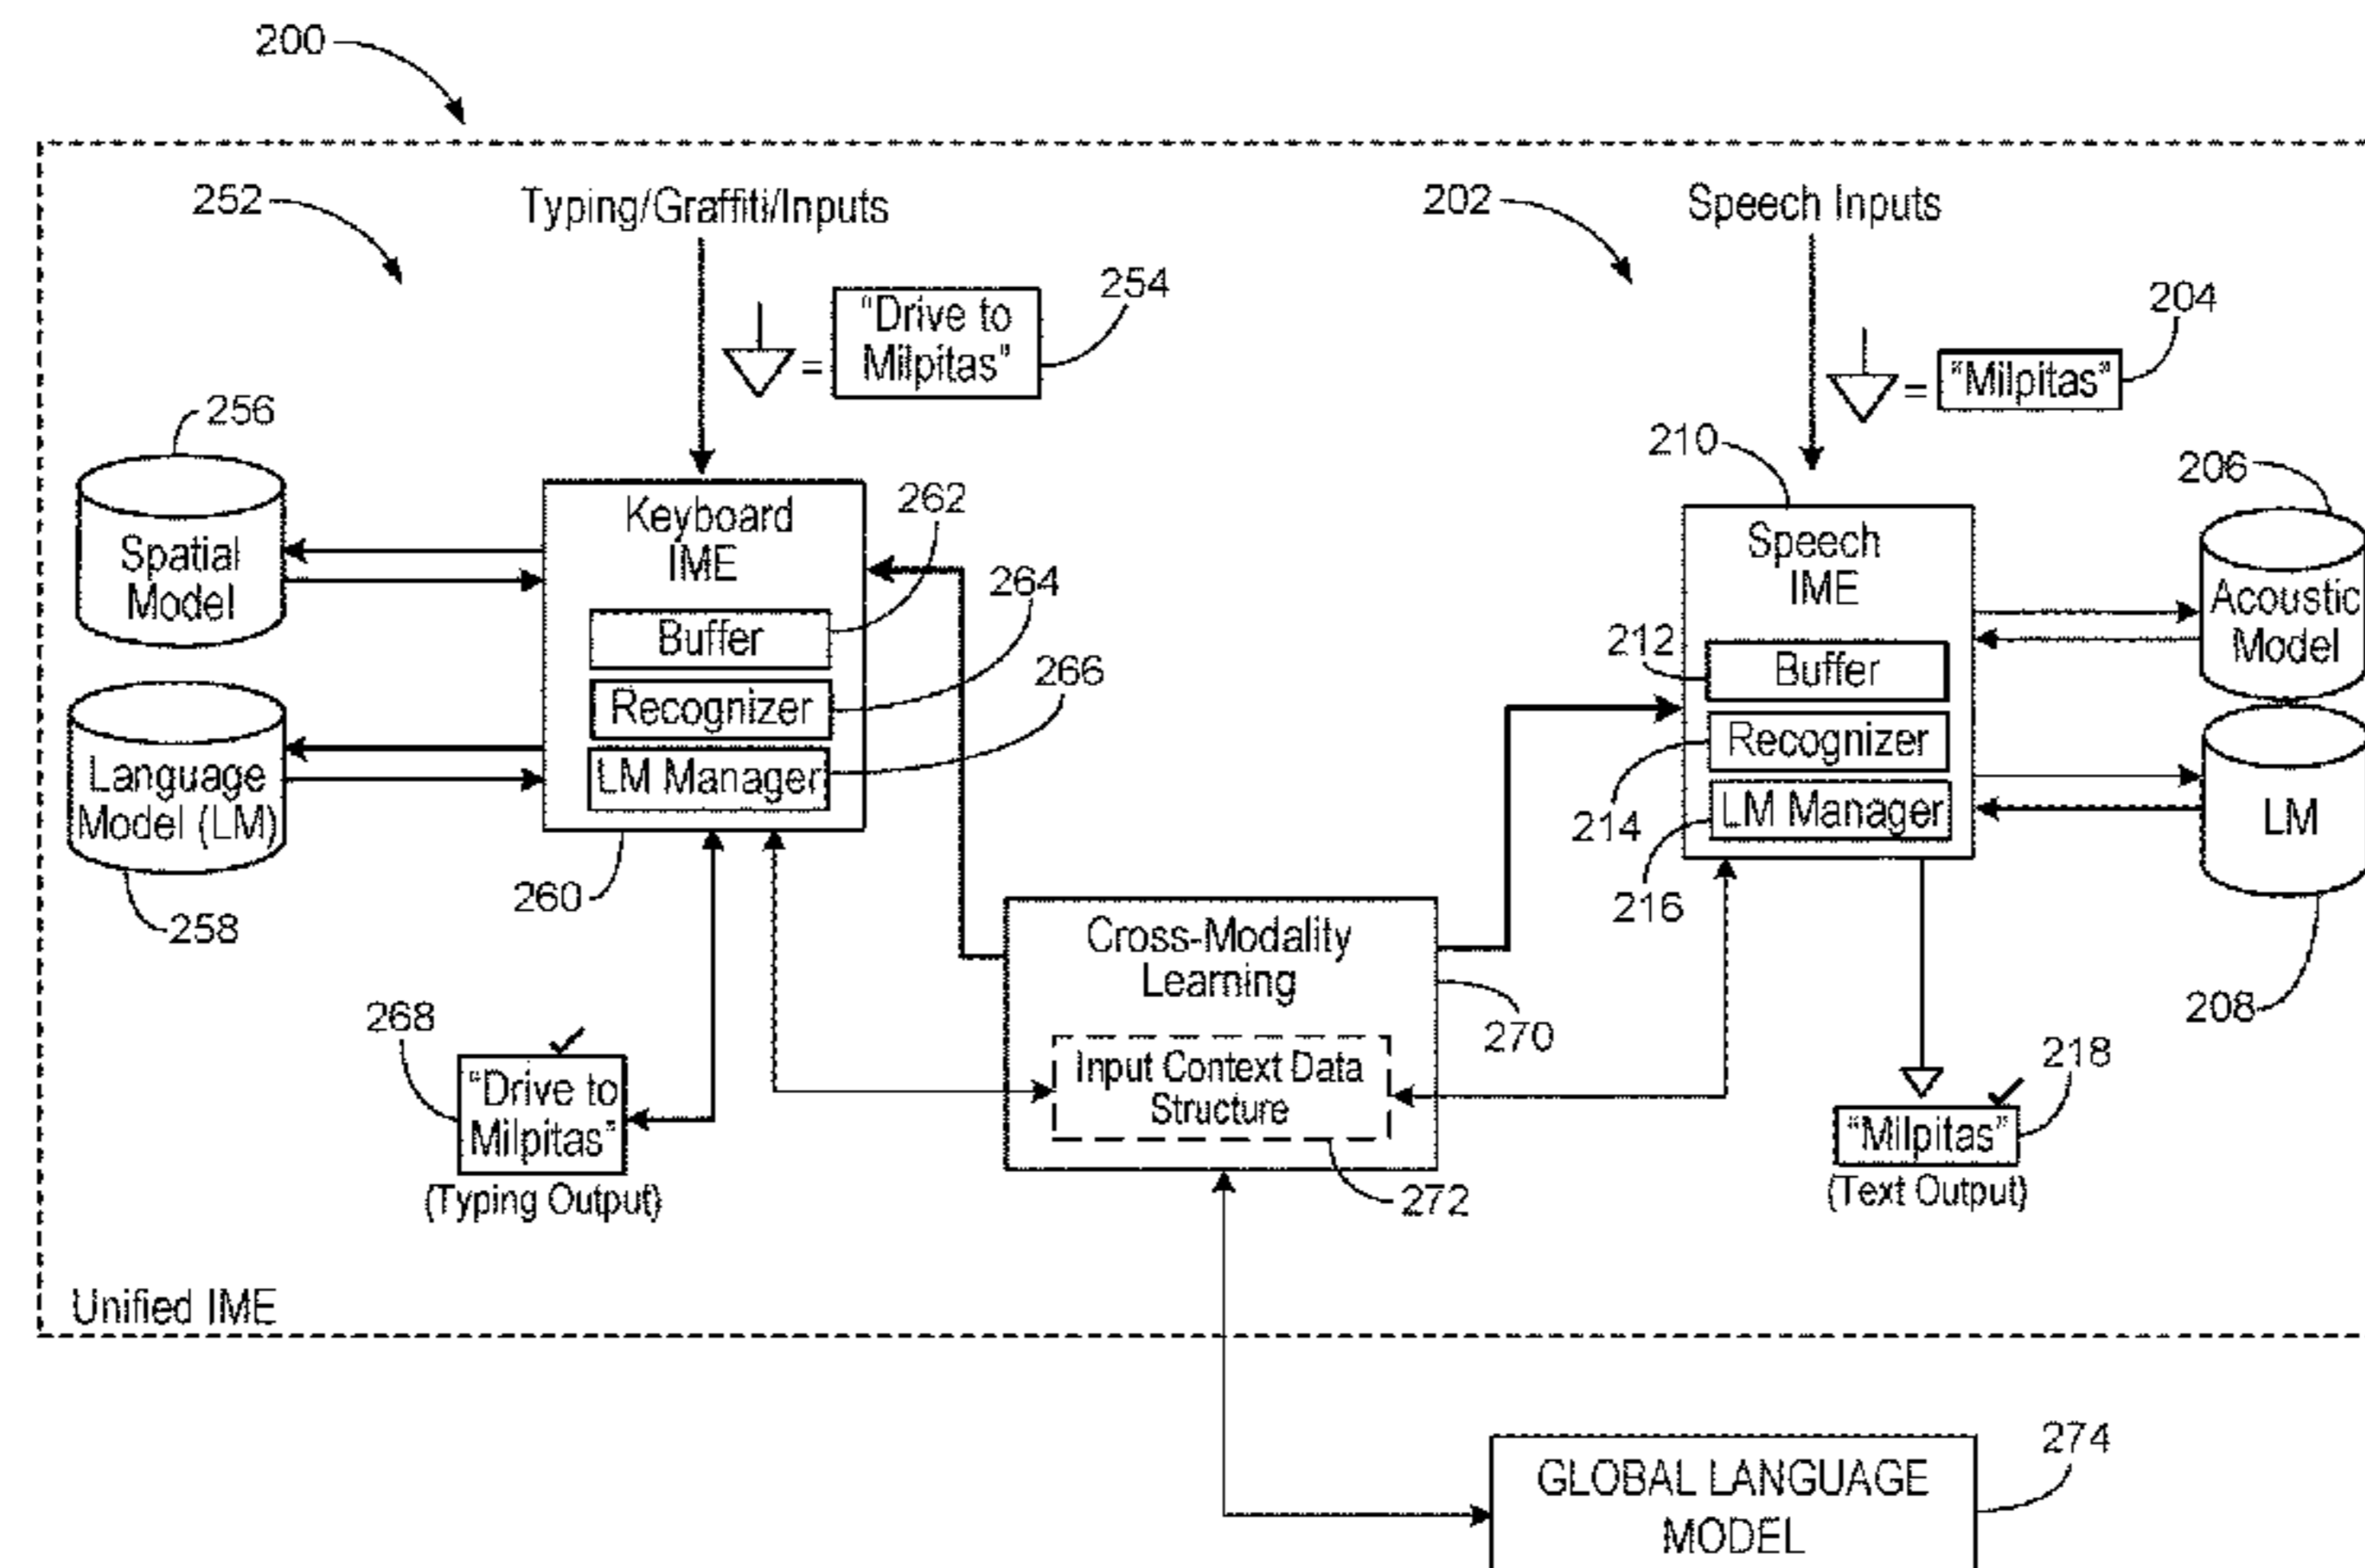 200
252
Typing/Graffiti/Inputs
202
Speech Inputs
254
"Drive to
Milpitas"
=
204
"Milpitas"
=
256
Spatial
Model
Keyboard
IME
262
Buffer
264
Recognizer
266
LM Manager
Language
Model (LM)
258
260
210
Speech
IME
212
Buffer
214
Recognizer
216
LM Manager
206
Acoustic
Model
LM
208
Cross-Modality
Learning
270
Input Context Data
Structure
272
268
"Drive to
Milpitas"
(Typing Output)
218
"Milpitas"
(Text Output)
Unified IME
274
GLOBAL LANGUAGE
MODEL